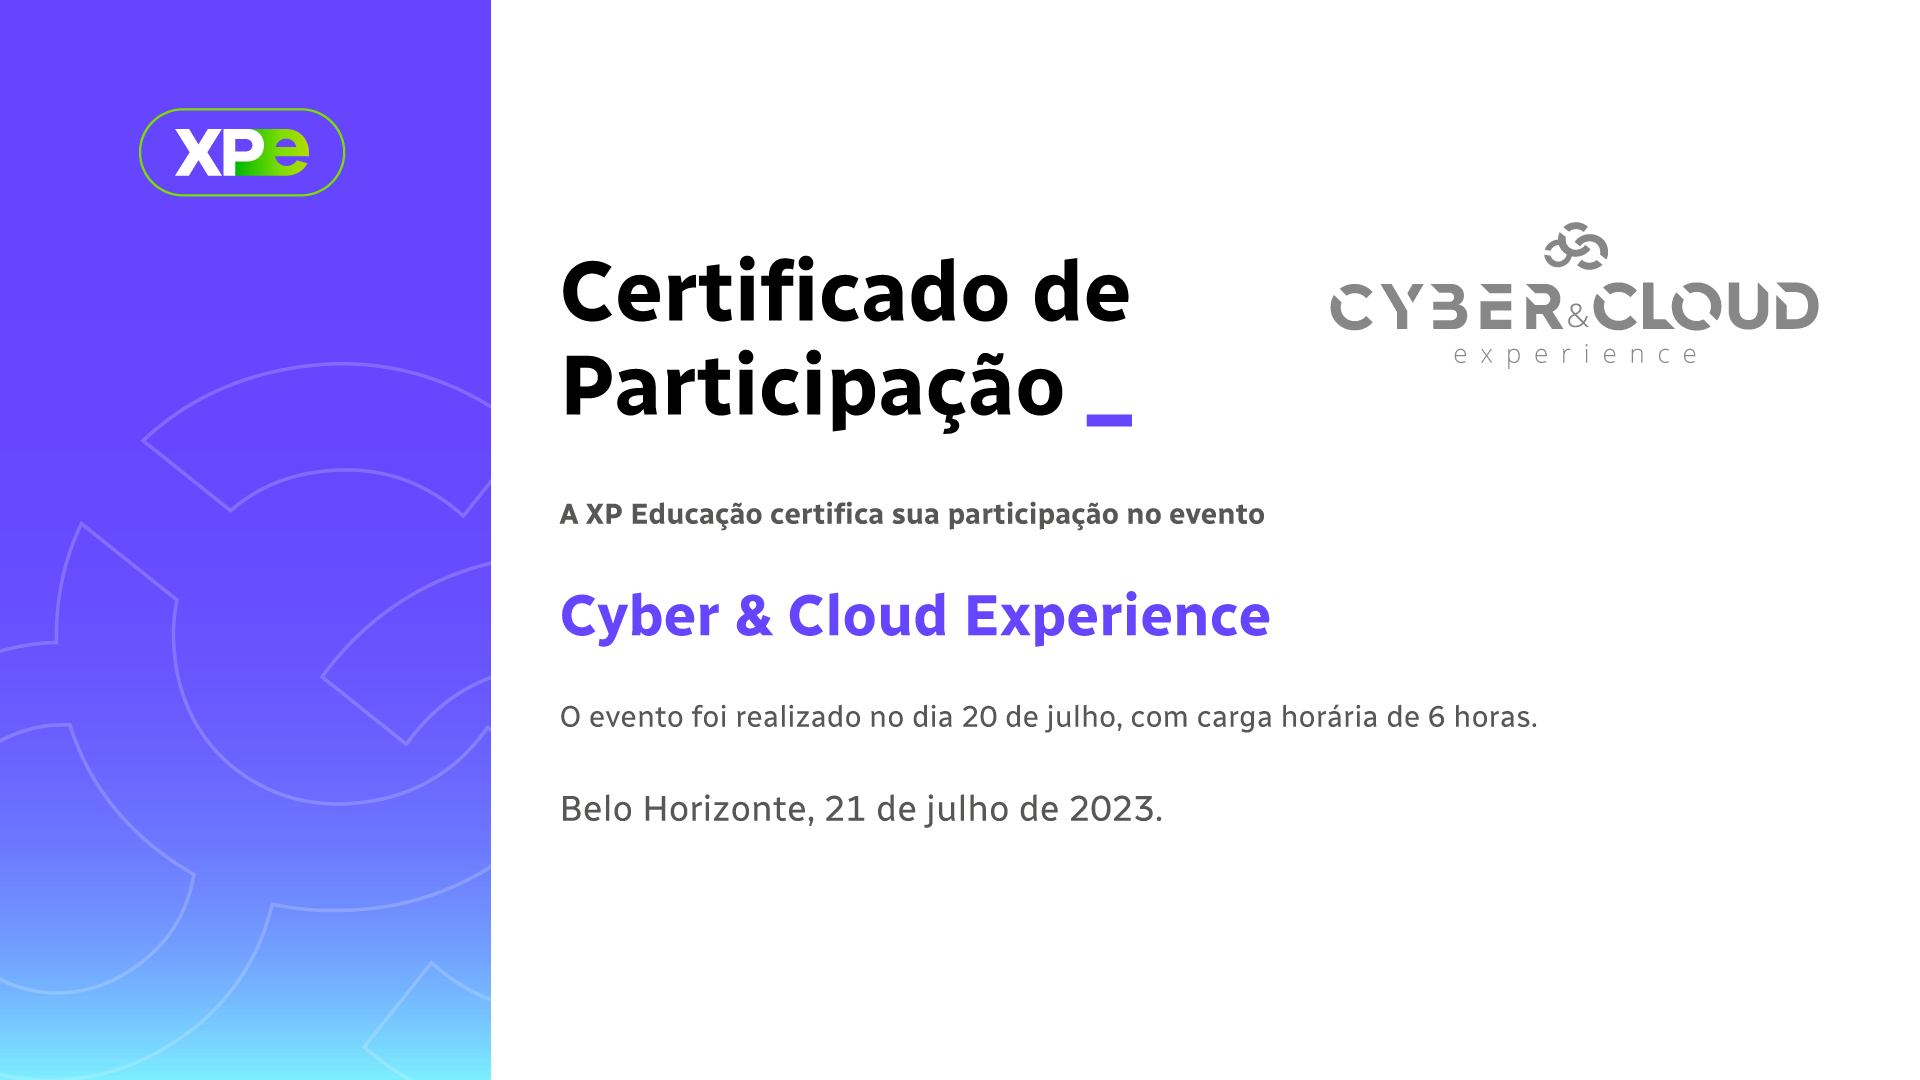 XPe
CYBER & CLOUD
experience
Certificado de
Participação _
A XP Educação certifica sua participação no evento
Cyber & Cloud Experience
O evento foi realizado no dia 20 de julho, com carga horária de 6 horas.
Belo Horizonte, 21 de julho de 2023.